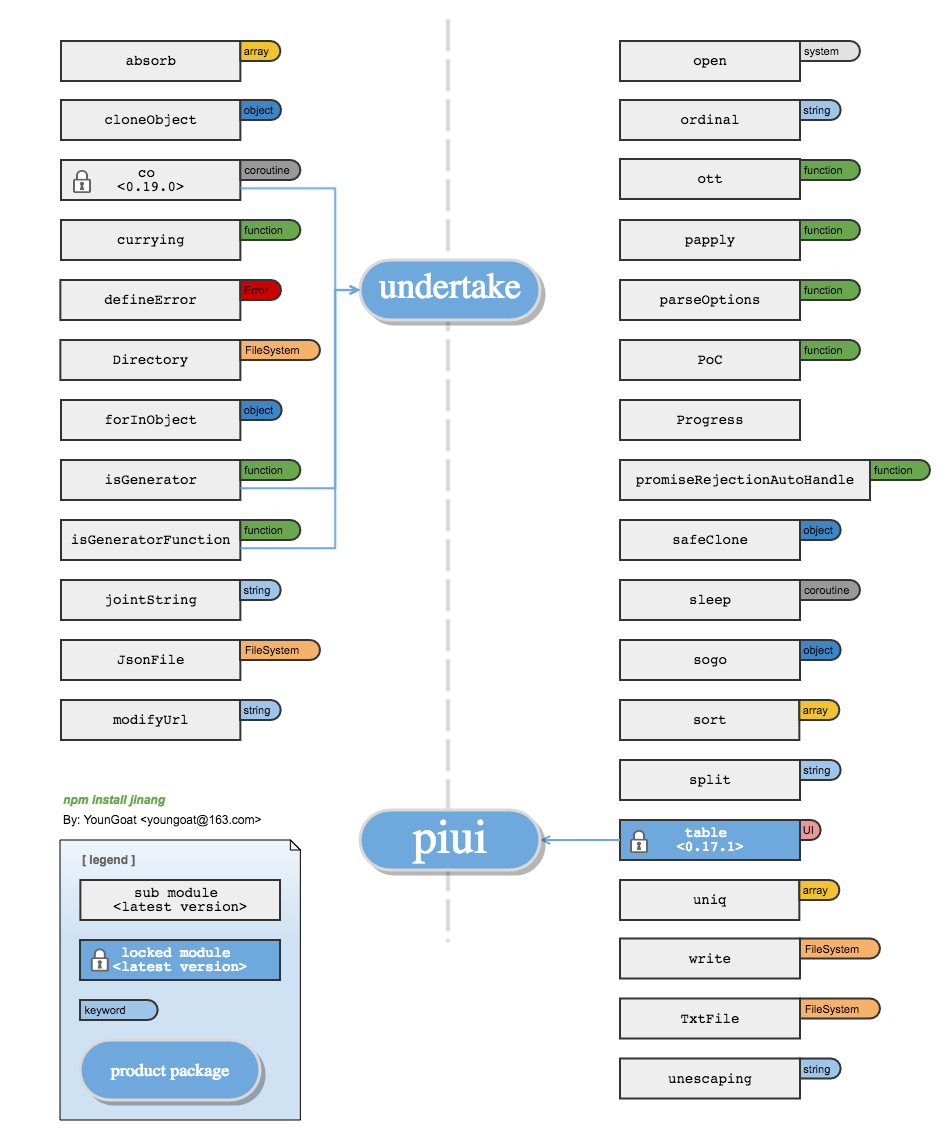 absorb
array
cloneObject
object
co
<0.19.0>
coroutine
currying
function
defineError
Error
Directory
FileSystem
forInObject
object
isGenerator
function
isGeneratorFunction
function
jointString
string
JsonFile
FileSystem
modifyUrl
string
undertake
piui
open
system
ordinal
string
ott
function
papply
function
parseOptions
function
PoC
function
Progress
promiseRejectionAutoHandle
function
safeClone
object
sleep
coroutine
sogo
object
sort
array
split
string
table
<0.17.1>
UI
uniq
array
write
FileSystem
TxtFile
FileSystem
unescaping
string
npm install jinang
By: YounGoat <youngoat@163.com>
[ legend ]
sub module
<latest version>
locked module
<latest version>
keyword
product package